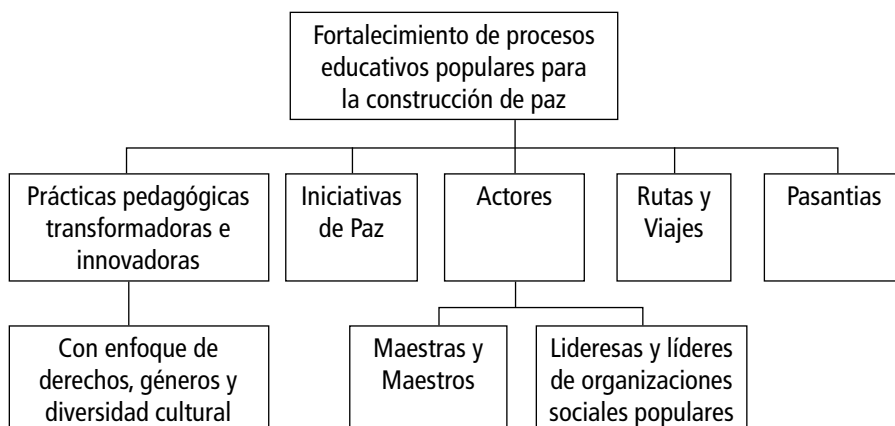 Fortalecimiento de procesos
educativos populares para
la construcción de paz
Prácticas pedagógicas
transformadoras e
innovadoras
Iniciativas
de Paz
Actores
Rutas y
Viajes
Pasantias
Con enfoque de
derechos, géneros y
diversidad cultural
Maestras y
Maestros
Lideresas y líderes
de organizaciones
sociales populares